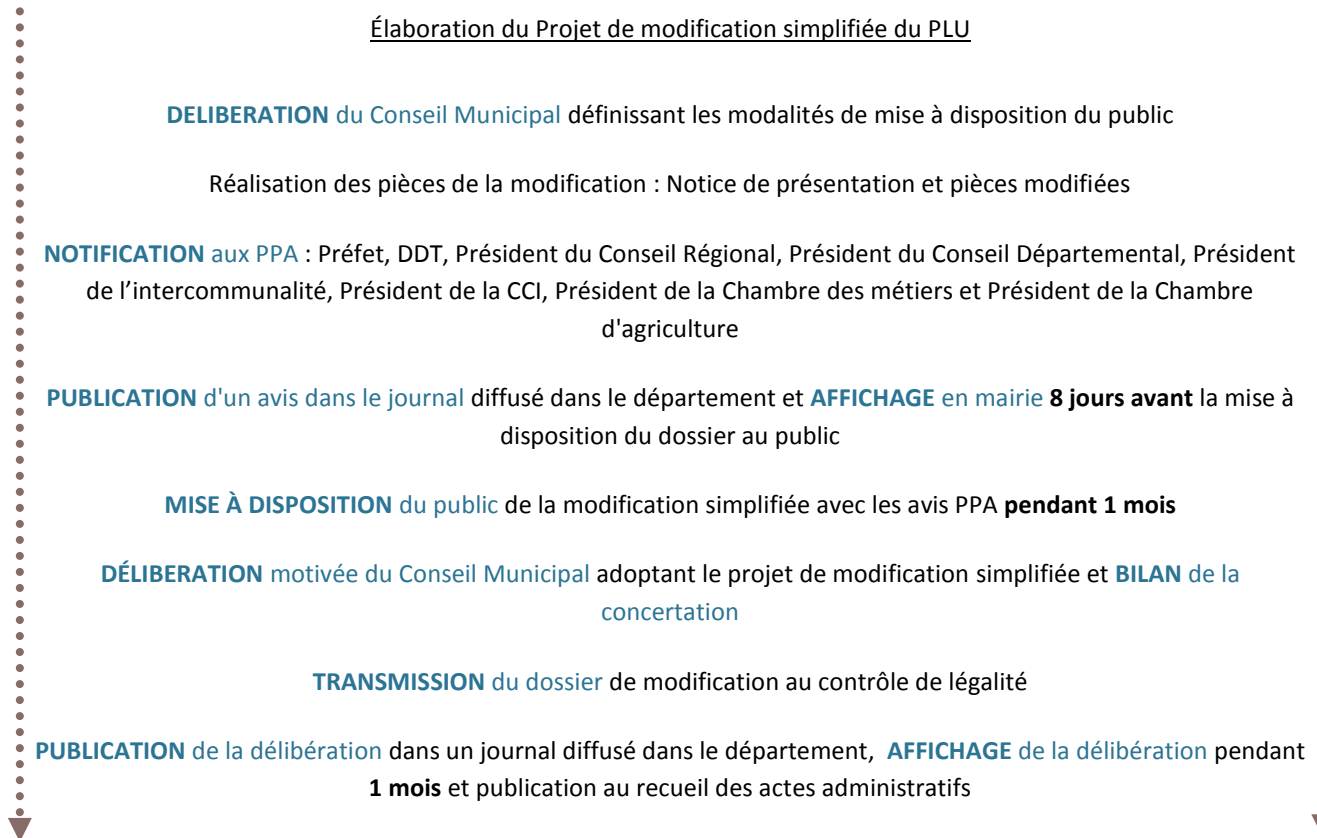 Élaboration du Projet de modification simplifiée du PLU
DELIBERATION du Conseil Municipal définissant les modalités de mise à disposition du public
Réalisation des pièces de la modification : Notice de présentation et pièces modifiées
NOTIFICATION aux PPA : Préfet, DDT, Président du Conseil Régional, Président du Conseil Départemental, Président
de l’intercommunalité, Président de la CCI, Président de la Chambre des métiers et Président de la Chambre
d'agriculture
PUBLICATION d'un avis dans le journal diffusé dans le département et AFFICHAGE en mairie 8 jours avant la mise à
disposition du dossier au public
MISE À DISPOSITION du public de la modification simplifiée avec les avis PPA pendant 1 mois
DÉLIBERATION motivée du Conseil Municipal adoptant le projet de modification simplifiée et BILAN de la
concertation
TRANSMISSION du dossier de modification au contrôle de légalité
PUBLICATION de la délibération dans un journal diffusé dans le département, AFFICHAGE de la délibération pendant
1 mois et publication au recueil des actes administratifs